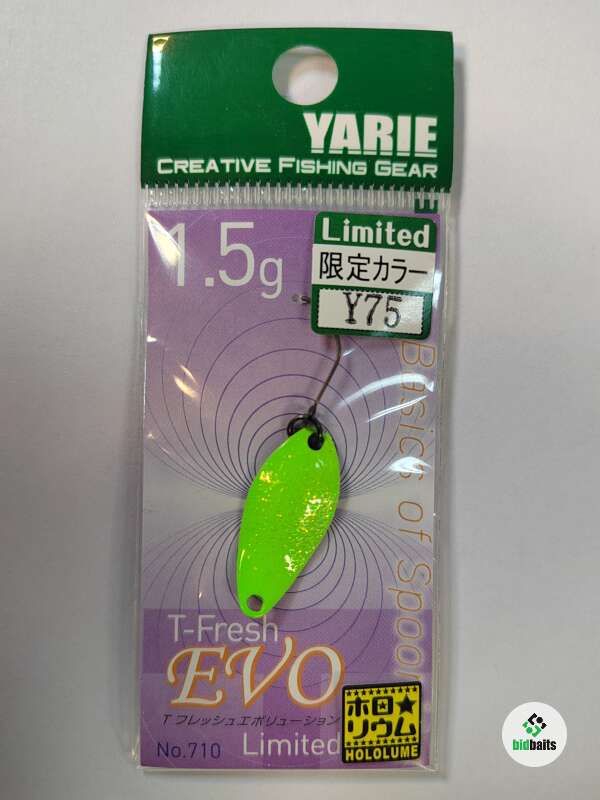 YARIE
CREATIVE FISHING GEAR
1.5g
Limited
限定カラー
Y75
Basics of Spoon
T-Fresh
EVO
T フレッシュエボリューション
No.710
Limited
ホロ★
リウム
HOLOLUME
bidbaits